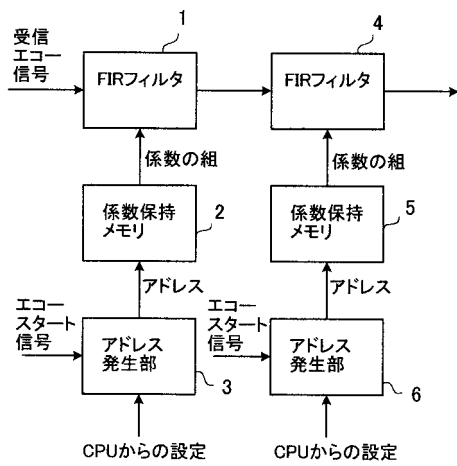 受信
エコー
信号
1
FIRフィルタ
4
FIRフィルタ
係数の組
係数の組
係数保持
メモリ
2
係数保持
メモリ
5
アドレス
アドレス
エコー
スタート
信号
アドレス
発生部
3
エコー
スタート
信号
アドレス
発生部
6
CPUからの設定
CPUからの設定